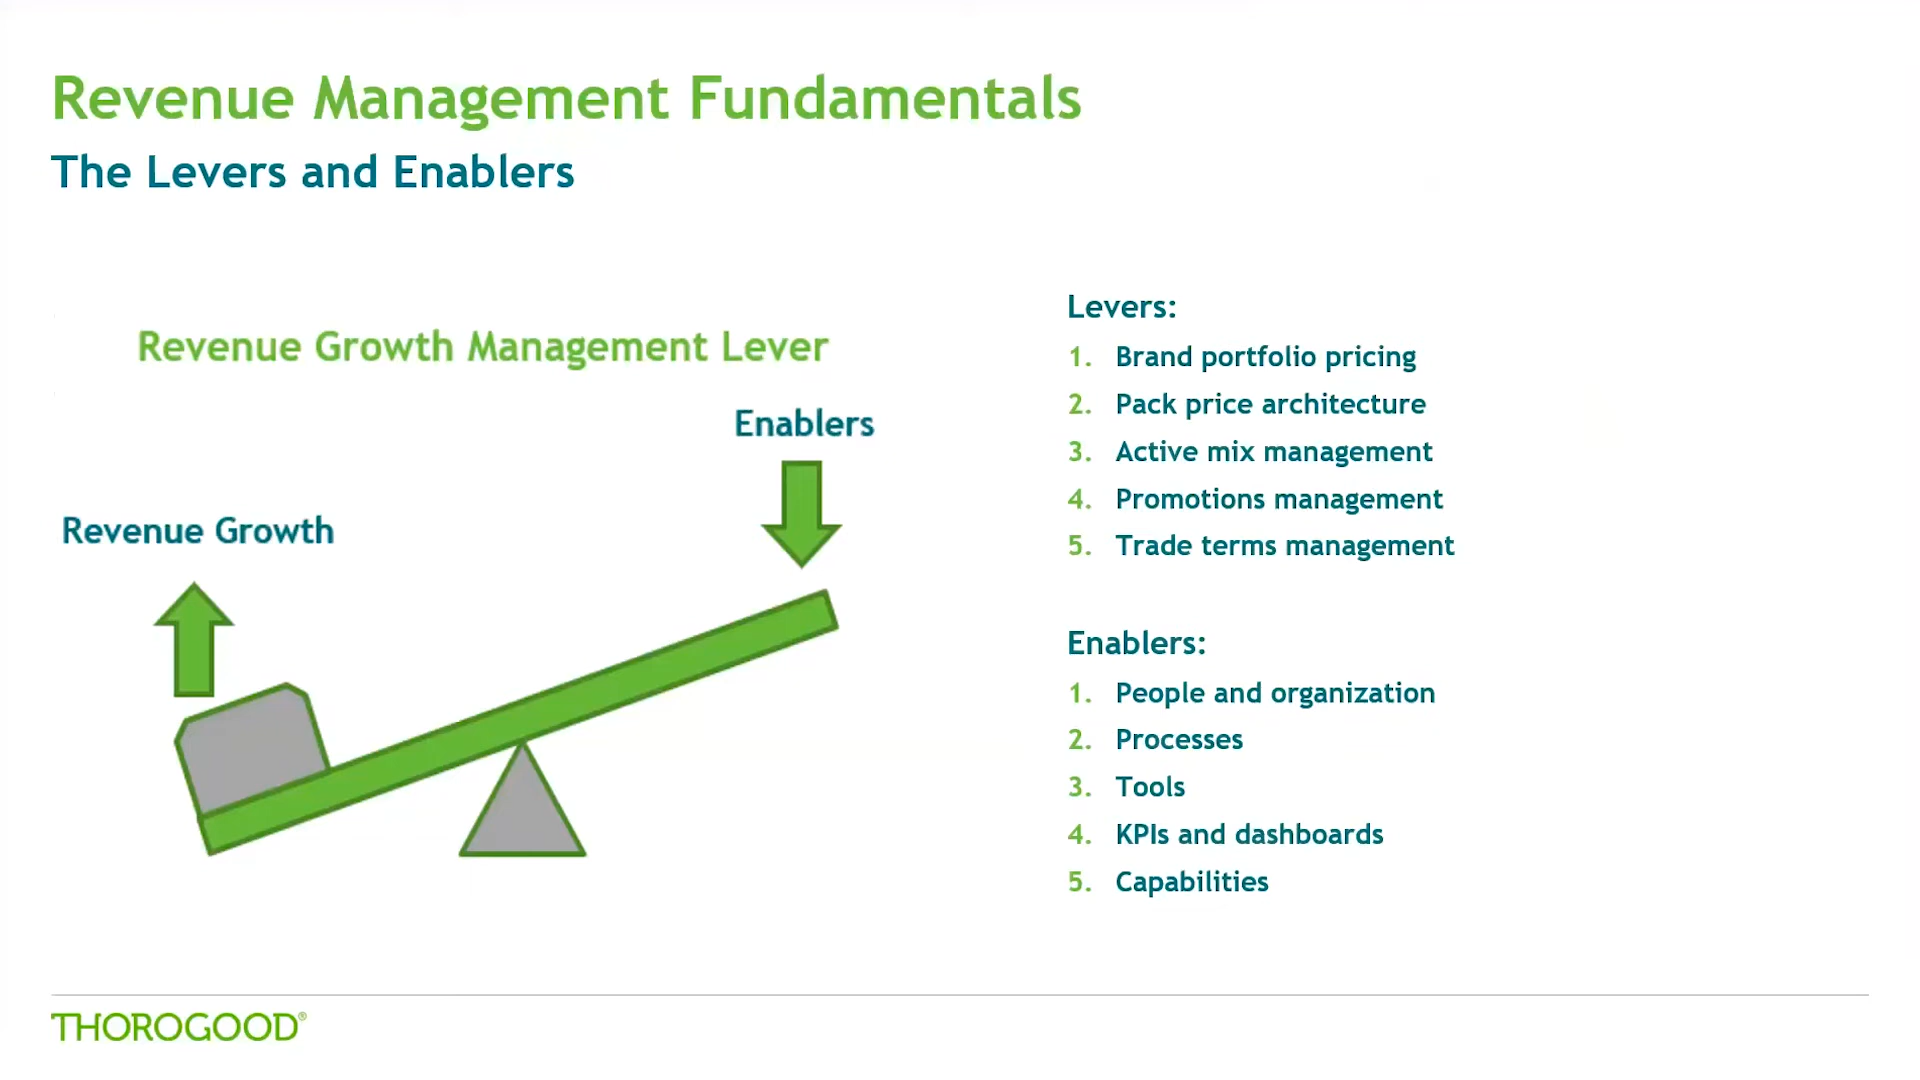 Revenue Management Fundamentals
The Levers and Enablers
Revenue Growth Management Lever
Enablers
Revenue Growth
Levers:
1. Brand portfolio pricing
2. Pack price architecture
3. Active mix management
4. Promotions management
5. Trade terms management
Enablers:
1. People and organization
2. Processes
3. Tools
4. KPIs and dashboards
5. Capabilities
THOROGOOD®